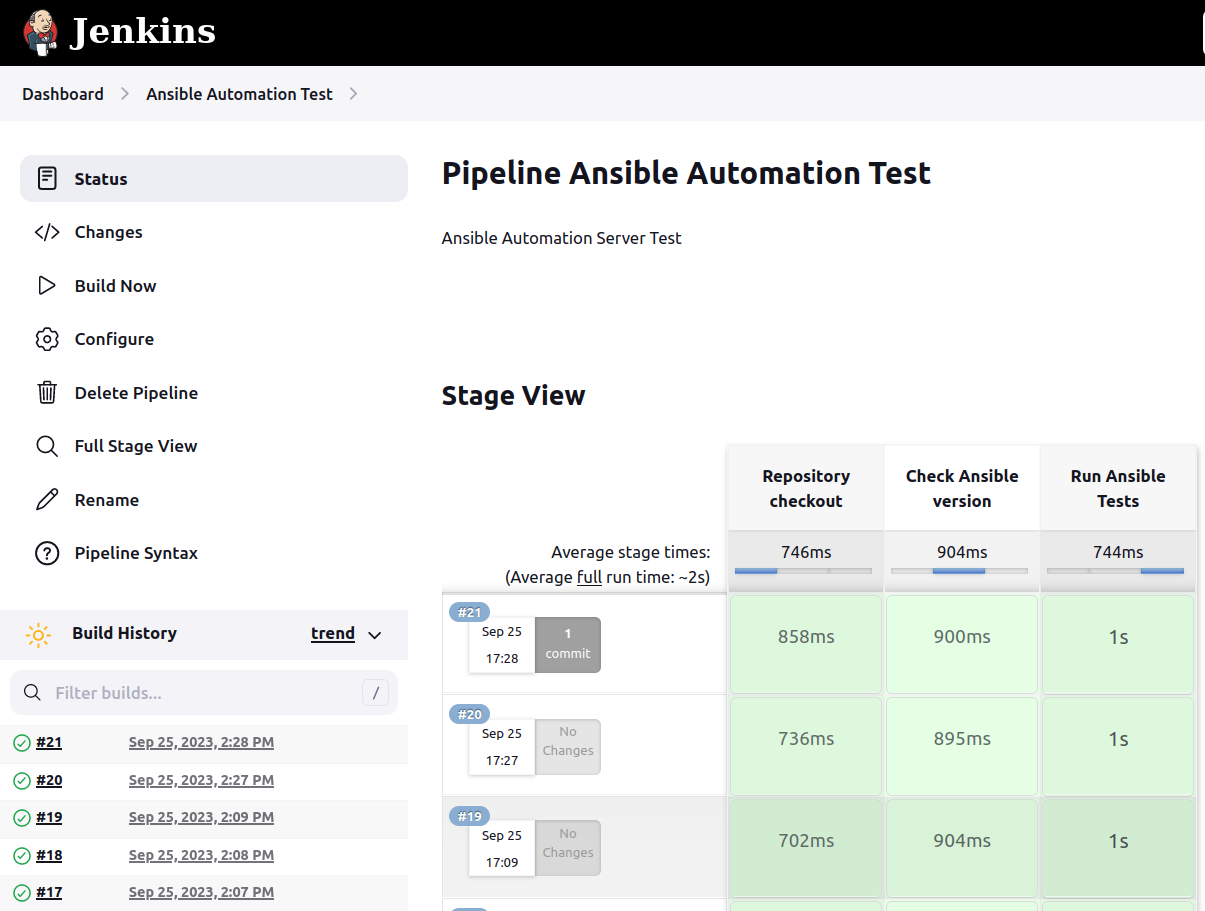 Jenkins
Dashboard
Ansible Automation Test
Status
Changes
Build Now
Configure
Delete Pipeline
Full Stage View
Rename
Pipeline Syntax
Build History
trend
Filter builds...
/
#21
Sep 25, 2023, 2:28 PM
#20
Sep 25, 2023, 2:27 PM
#19
Sep 25, 2023, 2:09 PM
#18
Sep 25, 2023, 2:08 PM
#17
Sep 25, 2023, 2:07 PM
Pipeline Ansible Automation Test
Ansible Automation Server Test
Stage View
Repository
checkout
Check Ansible
version
Run Ansible
Tests
Average stage times:
(Average full run time: ~2s)
746ms
904ms
744ms
#21
Sep 25
17:28
1
commit
858ms
900ms
1s
#20
Sep 25
17:27
No
Changes
736ms
895ms
1s
#19
Sep 25
17:09
No
Changes
702ms
904ms
1s